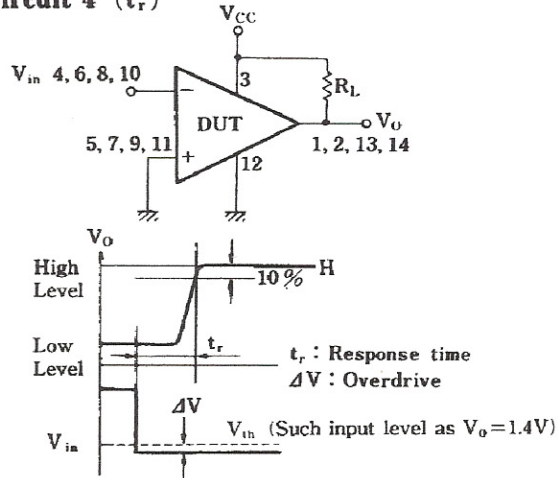 rcuit 4 (tr)
VCC
Vin 4, 6, 8, 10
3
RL
DUT
VO
5, 7, 9, 11
1, 2, 13, 14
12
−
+
VO
High Level
H
10%
Low Level
tr
tr : Response time
ΔV : Overdrive
ΔV
Vin
Vth (Such input level as VO=1.4V)